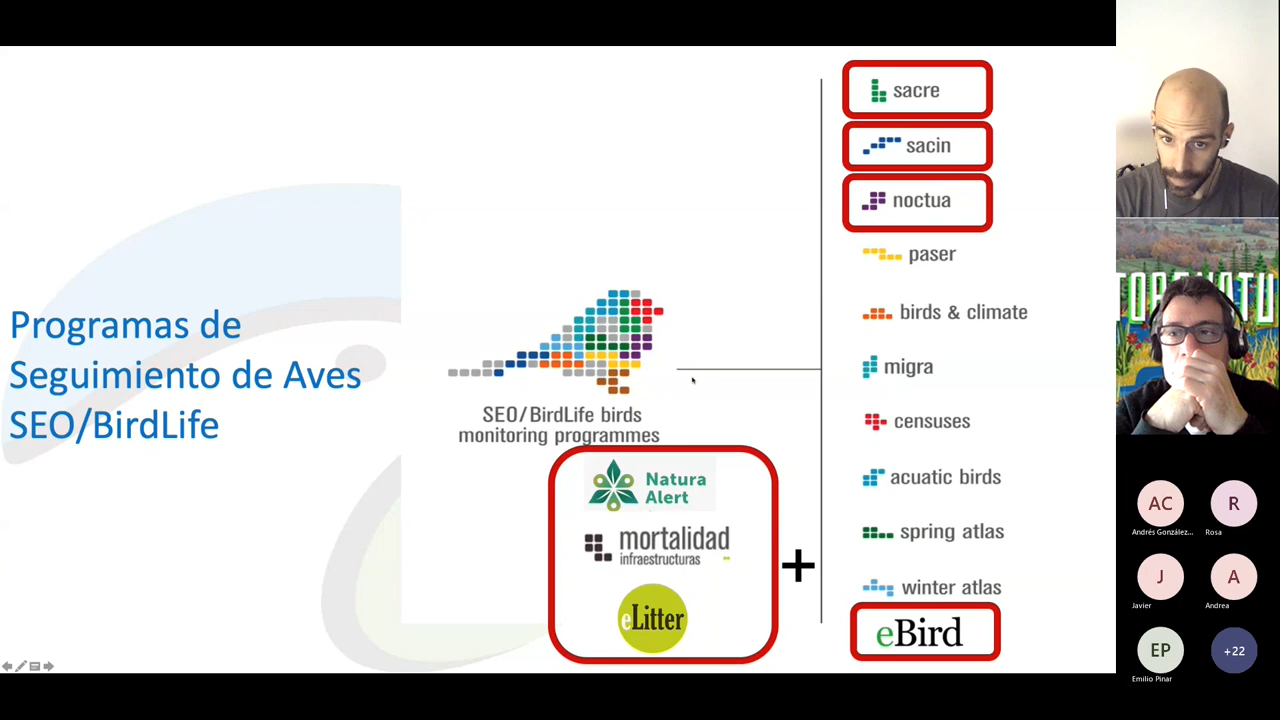 Programas de
Seguimiento de Aves
SEO/BirdLife
SEO/BirdLife birds
monitoring programmes
Natura
Alert
mortalidad
infraestructuras
eLitter
+
sacre
sacin
noctua
paser
birds & climate
migra
censuses
acuatic birds
spring atlas
winter atlas
eBird
AC
Andrés González...
R
Rosa
J
Javier
A
Andrea
EP
Emilio Pinar
+22